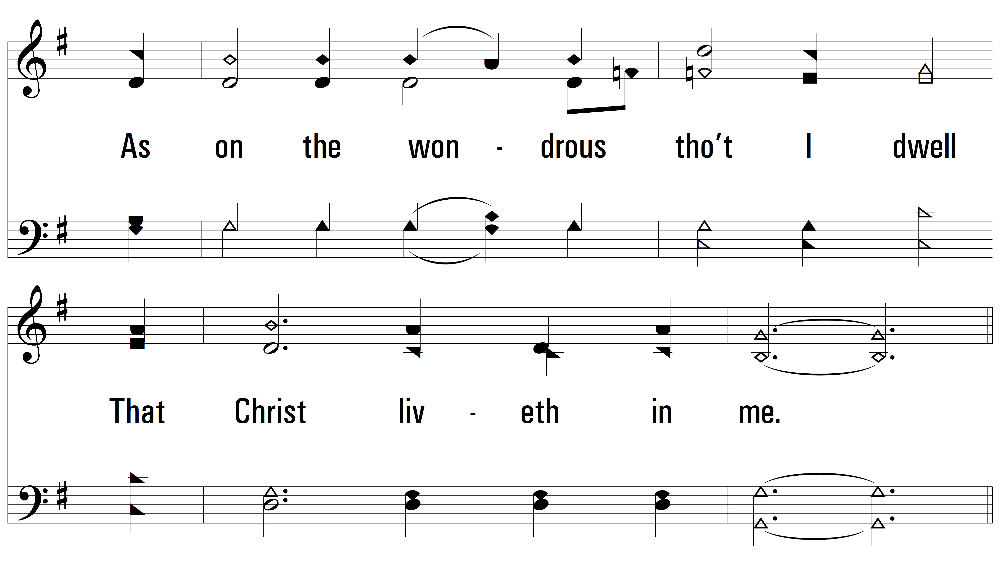 As on the won - drous tho’t I dwell
That Christ liv - eth in me.